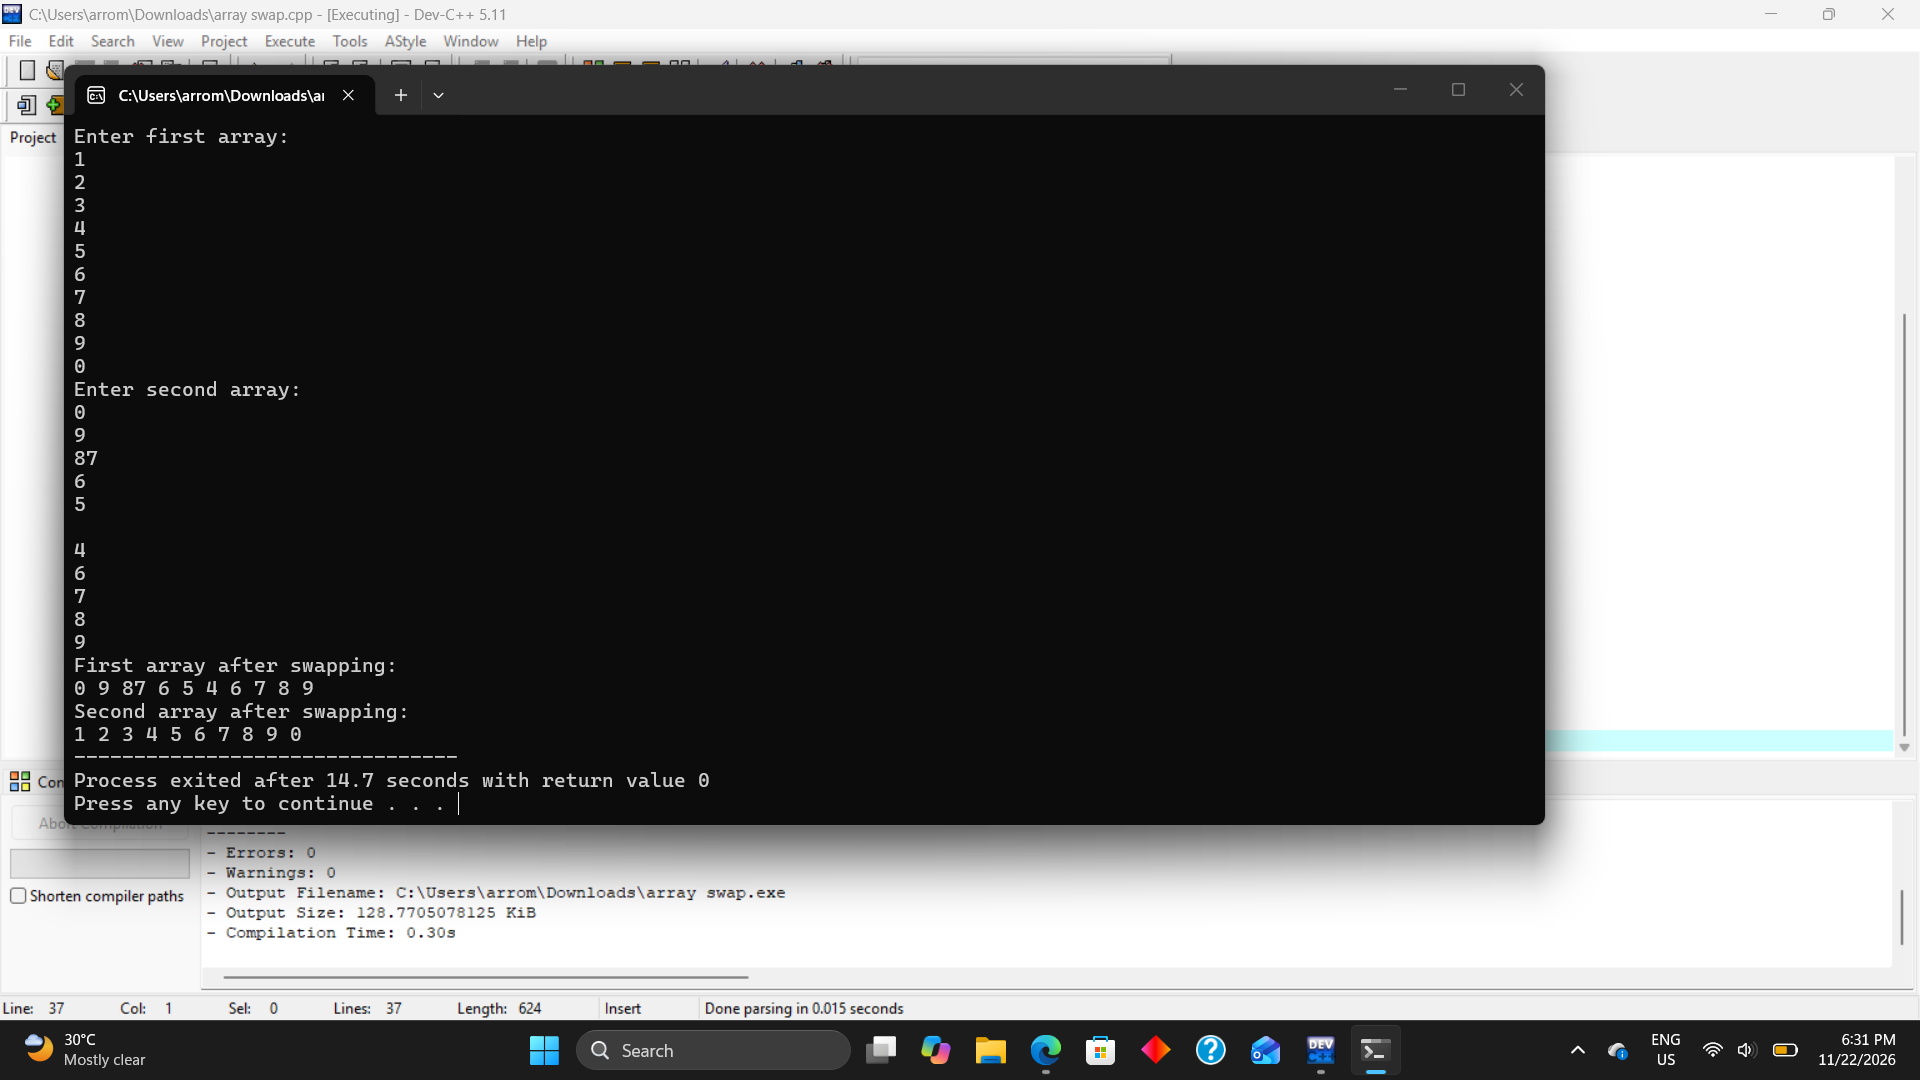 C:\Users\arrom\Downloads\array swap.cpp - [Executing] - Dev-C++ 5.11
File Edit Search View Project Execute Tools AStyle Window Help
C:\Users\arrom\Downloads\ar
Project
Enter first array:
1
2
3
4
5
6
7
8
9
0
Enter second array:
0
9
87
6
5
4
6
7
8
9
First array after swapping:
0 9 87 6 5 4 6 7 8 9
Second array after swapping:
1 2 3 4 5 6 7 8 9 0
--------------------------------
Process exited after 14.7 seconds with return value 0
Press any key to continue . . .
Con
Abort Compilation
Shorten compiler paths
--------
- Errors: 0
- Warnings: 0
- Output Filename: C:\Users\arrom\Downloads\array swap.exe
- Output Size: 128.7705078125 KiB
- Compilation Time: 0.30s
Line: 37 Col: 1 Sel: 0 Lines: 37 Length: 624 Insert Done parsing in 0.015 seconds
30°C
Mostly clear
Search
DEV
ENG
US
6:31 PM
11/22/2026